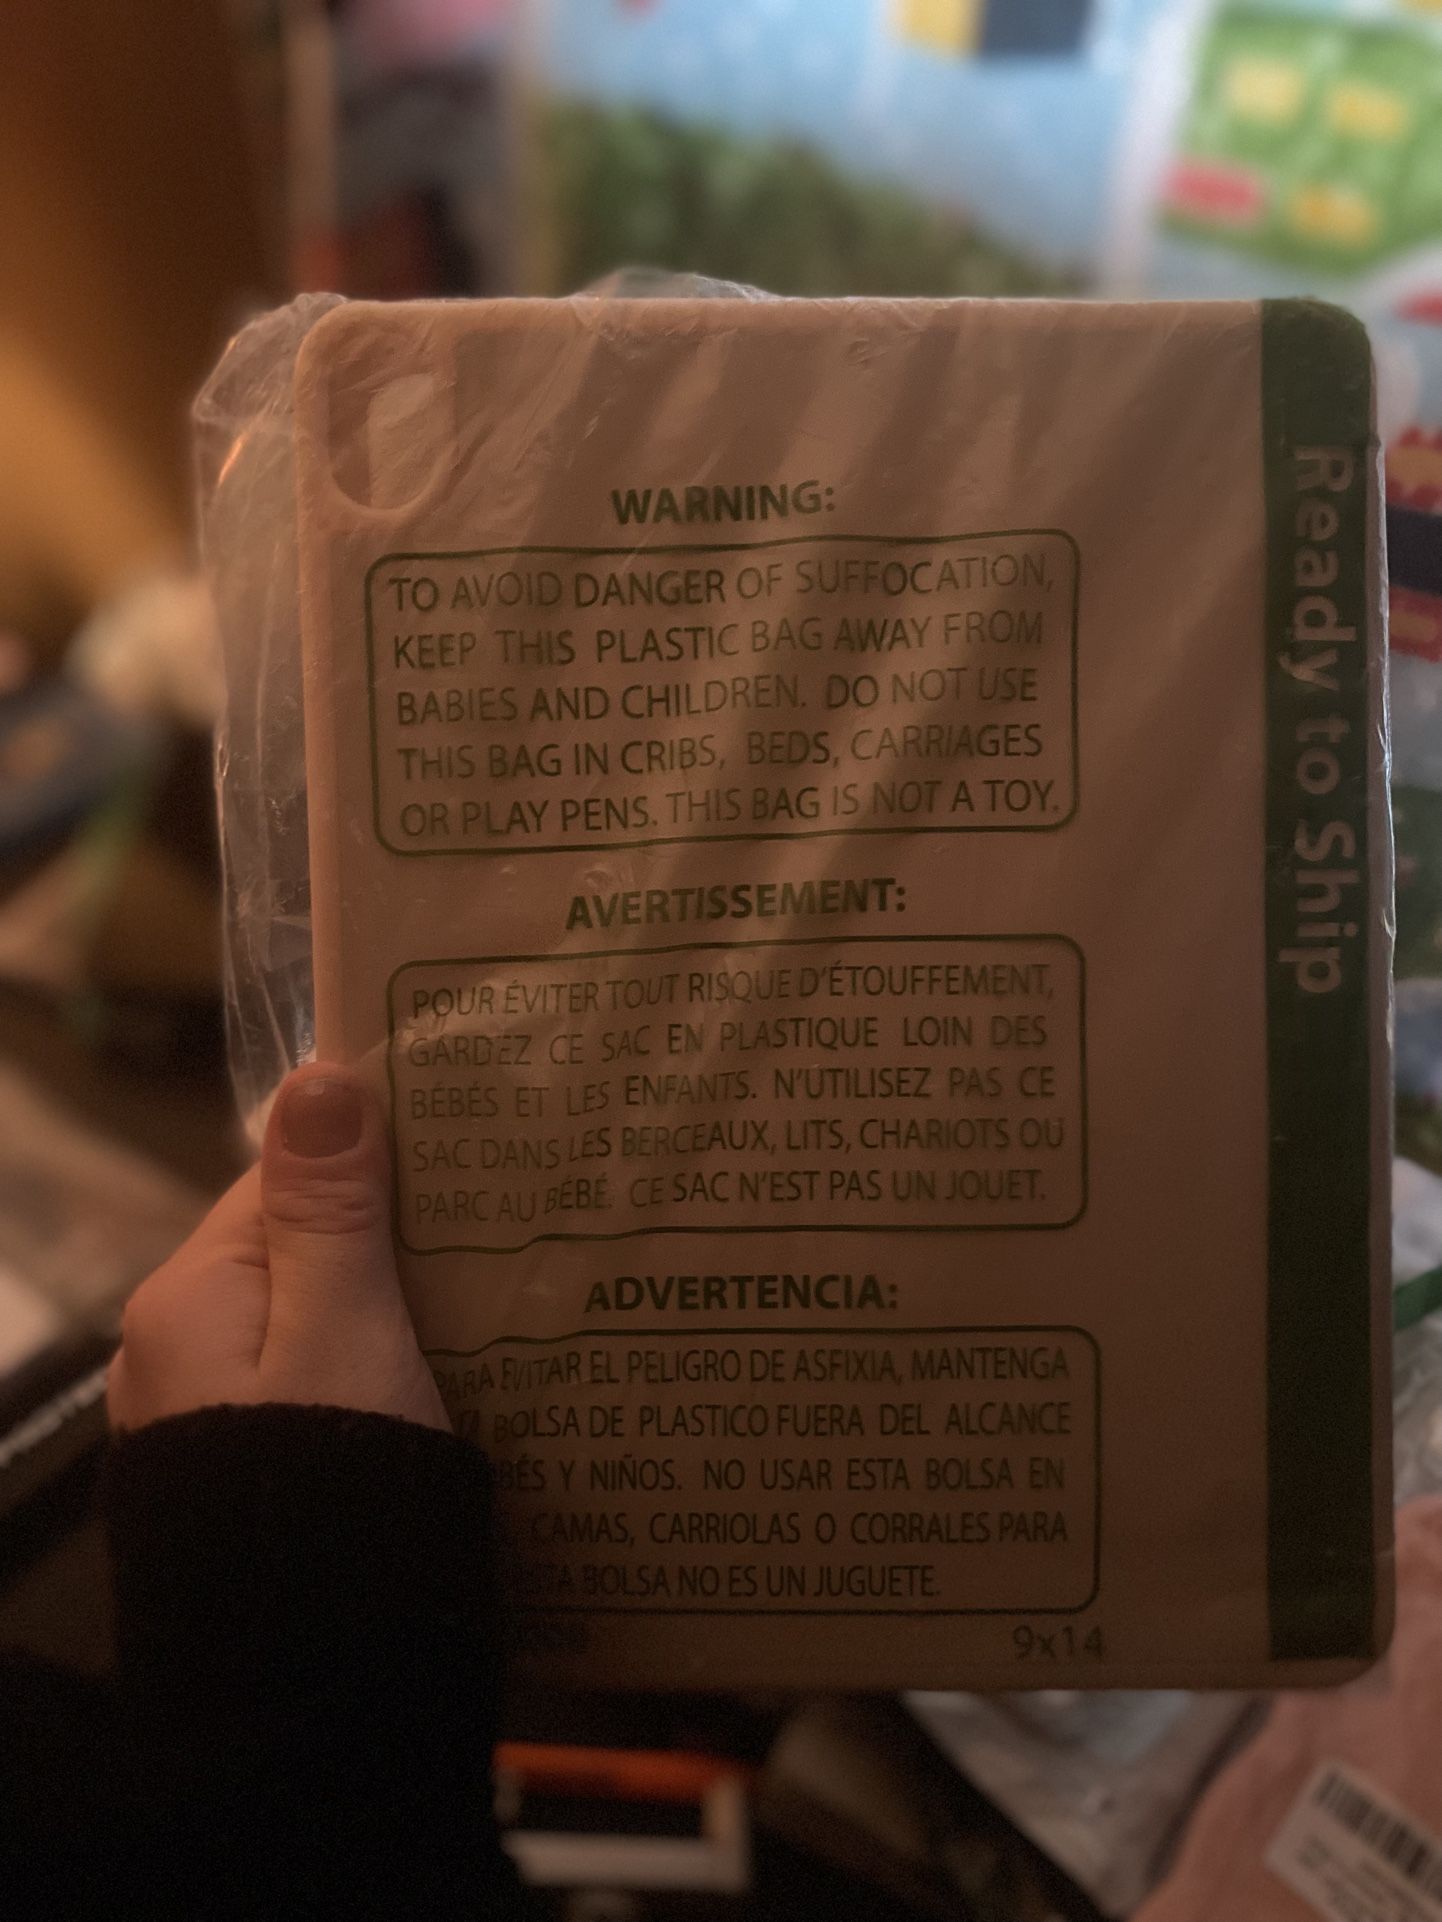 WARNING:
TO AVOID DANGER OF SUFFOCATION,
KEEP THIS PLASTIC BAG AWAY FROM
BABIES AND CHILDREN. DO NOT USE
THIS BAG IN CRIBS, BEDS, CARRIAGES
OR PLAY PENS. THIS BAG IS NOT A TOY.
AVERTISSEMENT:
POUR ÉVITER TOUT RISQUE D'ÉTOUFFEMENT,
GARDEZ CE SAC EN PLASTIQUE LOIN DES
BÉBÉS ET LES ENFANTS. N'UTILISEZ PAS CE
SAC DANS LES BERCEAUX, LITS, CHARIOTS OU
PARC AU BÉBÉ. CE SAC N'EST PAS UN JOUET.
ADVERTENCIA:
PARA EVITAR EL PELIGRO DE ASFIXIA, MANTENGA
BOLSA DE PLASTICO FUERA DEL ALCANCE
Y NIÑOS. NO USAR ESTA BOLSA EN
CAMAS, CARRIOLAS O CORRALES PARA
BOLSA NO ES UN JUGUETE.
9x14
Ready to Ship